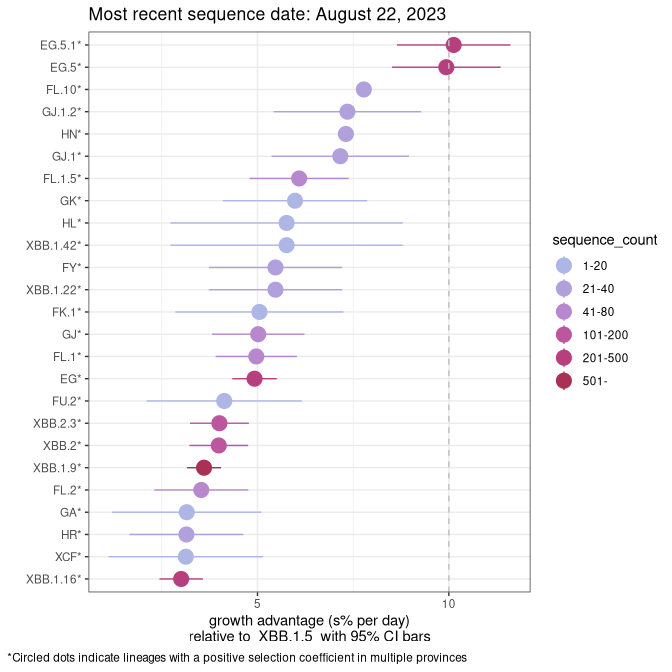 Most recent sequence date: August 22, 2023
EG.5.1*
EG.5*
FL.10*
GJ.1.2*
HN*
GJ.1*
FL.1.5*
GK*
HL*
XBB.1.42*
FY*
XBB.1.22*
FK.1*
GJ*
FL.1*
EG*
FU.2*
XBB.2.3*
XBB.2*
XBB.1.9*
FL.2*
GA*
HR*
XCF*
XBB.1.16*
5 10
growth advantage (s% per day)
relative to XBB.1.5 with 95% CI bars
sequence_count
1-20
21-40
41-80
101-200
201-500
501-
*Circled dots indicate lineages with a positive selection coefficient in multiple provinces